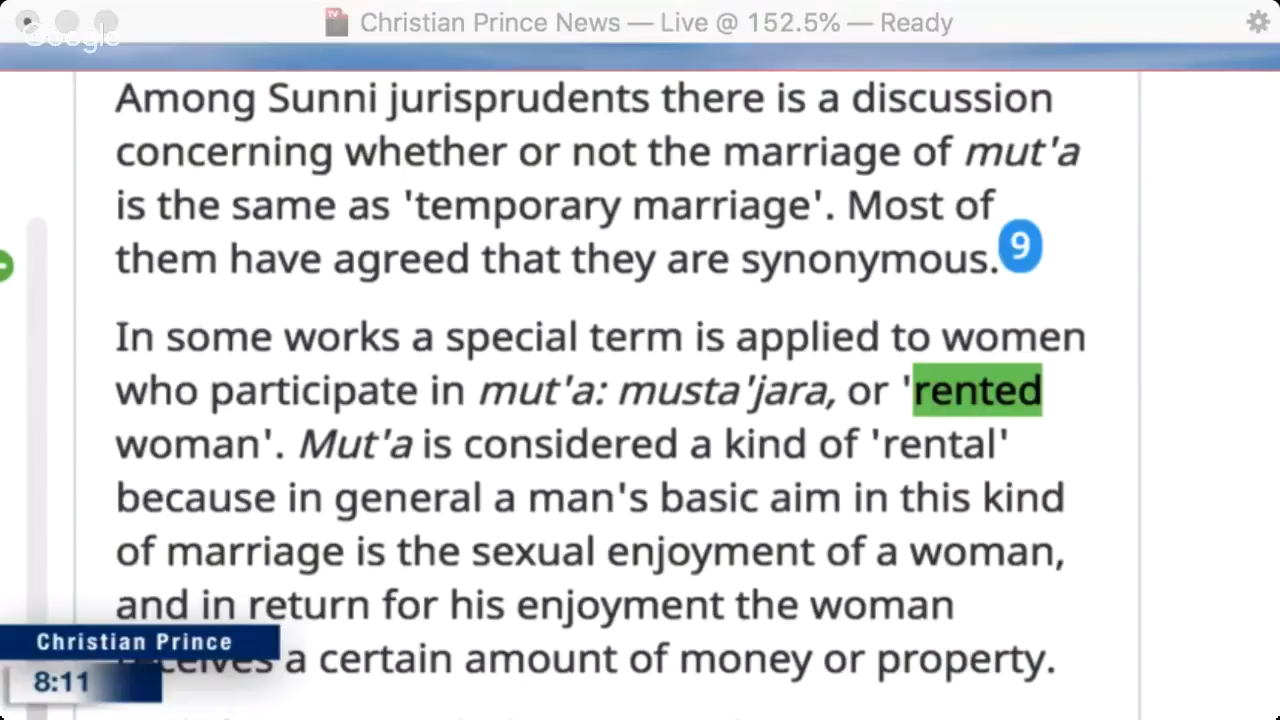 Christian Prince News — Live @ 152.5% — Ready
Google
Among Sunni jurisprudents there is a discussion
concerning whether or not the marriage of mut'a
is the same as 'temporary marriage'. Most of
them have agreed that they are synonymous.9
In some works a special term is applied to women
who participate in mut'a: musta'jara, or 'rented
woman'. Mut'a is considered a kind of 'rental'
because in general a man's basic aim in this kind
of marriage is the sexual enjoyment of a woman,
and in return for his enjoyment the woman
receives a certain amount of money or property.
Christian Prince
8:11